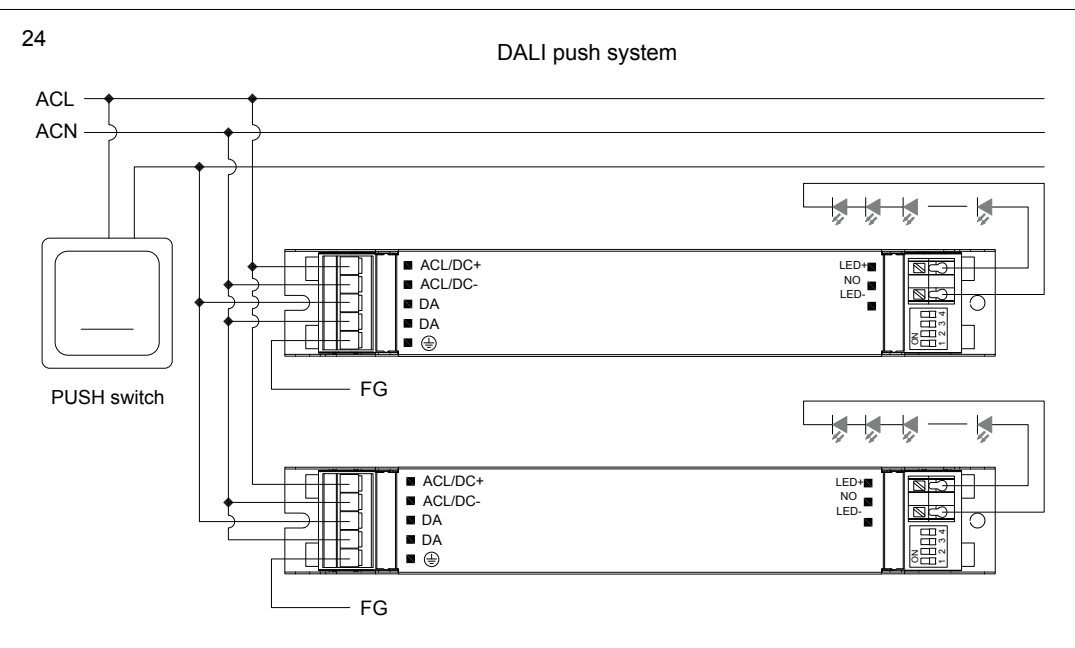 24
DALI push system
ACL
ACN
PUSH switch
ACL/DC+
ACL/DC-
DA
DA
LED+
NO
LED-
ON
1 2 3 4
FG
ACL/DC+
ACL/DC-
DA
DA
LED+
NO
LED-
ON
1 2 3 4
FG